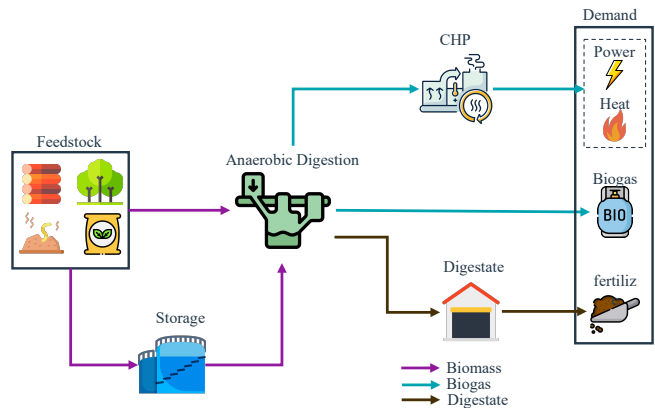 Demand
CHP
Power
Heat
Feedstock
Anaerobic Digestion
Biogas
BIO
Digestate
fertiliz
Storage
Biomass
Biogas
Digestate